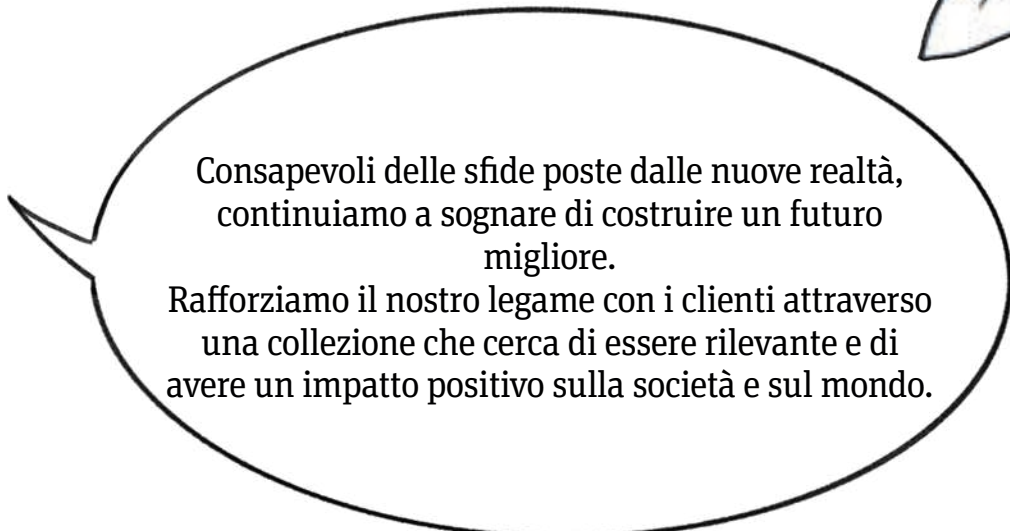 Consapevoli delle sfide poste dalle nuove realtà,
continuiamo a sognare di costruire un futuro
migliore.
Rafforziamo il nostro legame con i clienti attraverso
una collezione che cerca di essere rilevante e di
avere un impatto positivo sulla società e sul mondo.